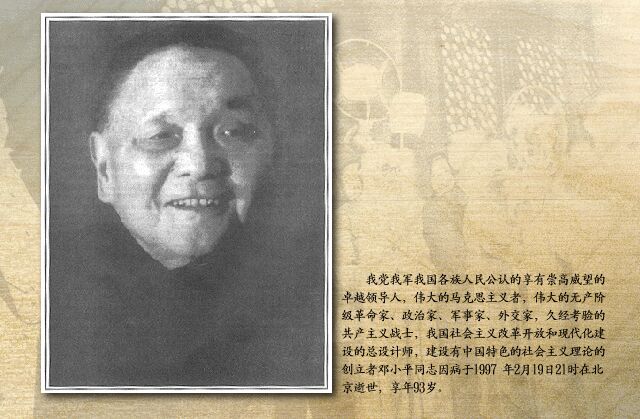 我党我军我国各族人民公认的享有崇高威望的
卓越领导人，伟大的马克思主义者，伟大的无产阶
级革命家、政治家、军事家、外交家，久经考验的
共产主义战士，我国社会主义改革开放和现代化建
设的总设计师，建设有中国特色的社会主义理论的
创立者邓小平同志因病于1997 年2月19日21时在北
京逝世，享年93岁。